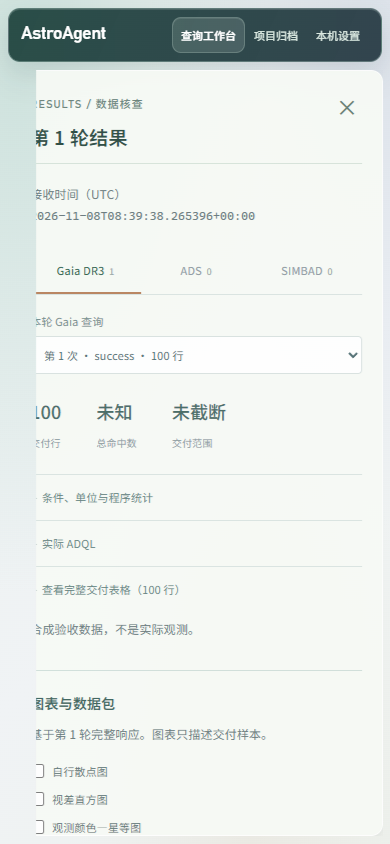 AstroAgent
查询工作台 项目归档 本机设置
RESULTS / 数据核查
第 1 轮结果
接收时间（UTC）
2026-11-08T08:39:38.265396+00:00
Gaia DR3 1 ADS 0 SIMBAD 0
本轮 Gaia 查询
第 1 次 · success · 100 行
100 未知 未截断
交付行 总命中数 交付范围
条件、单位与程序统计
实际 ADQL
查看完整交付表格（100 行）
合成验收数据，不是实际观测。
图表与数据包
基于第 1 轮完整响应。图表只描述交付样本。
自行散点图
视差直方图
观测颜色—星等图